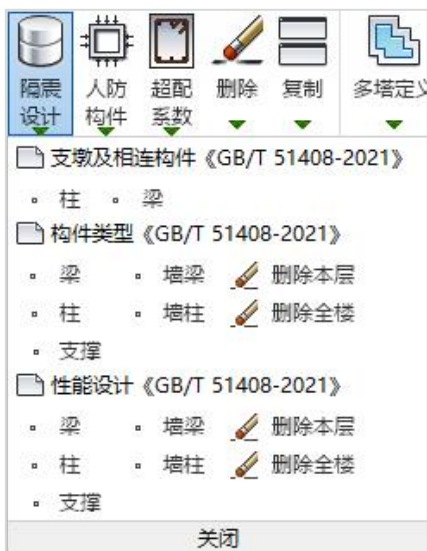 隔震 人防 超配 删除 复制 多塔定义
设计 构件 系数
支墩及相连构件《GB/T 51408-2021》
柱 梁
构件类型《GB/T 51408-2021》
梁 墙梁 删除本层
柱 墙柱 删除全楼
支撑
性能设计《GB/T 51408-2021》
梁 墙梁 删除本层
柱 墙柱 删除全楼
支撑
关闭